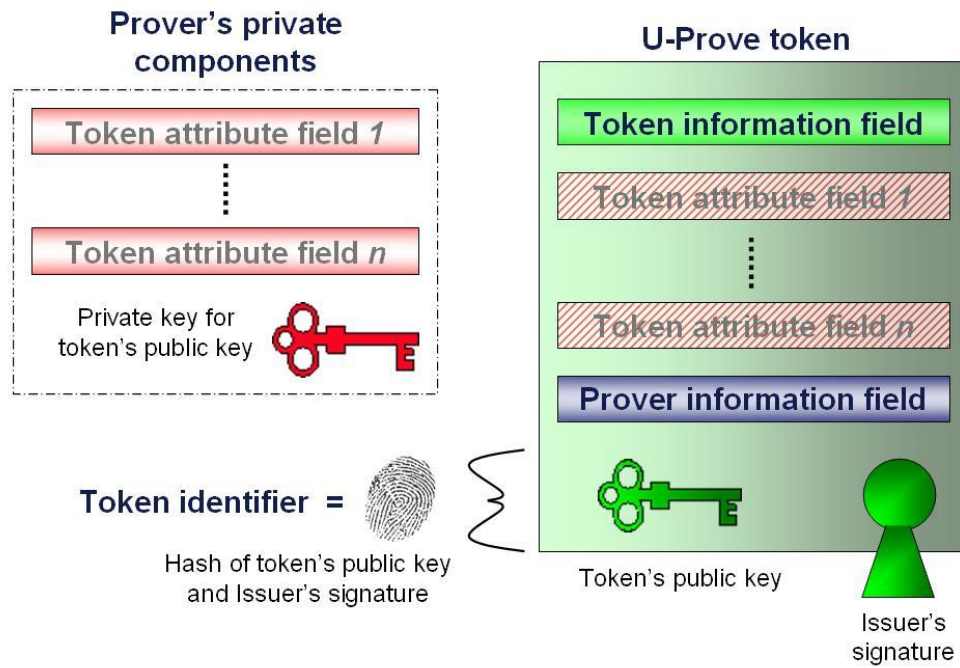 Prover's private
components
Token attribute field 1
Token attribute field n
Private key for
token's public key
U-Prove token
Token information field
Token attribute field 1
Token attribute field n
Prover information field
Token identifier =
Hash of token's public key
and Issuer's signature
Token's public key
Issuer's
signature